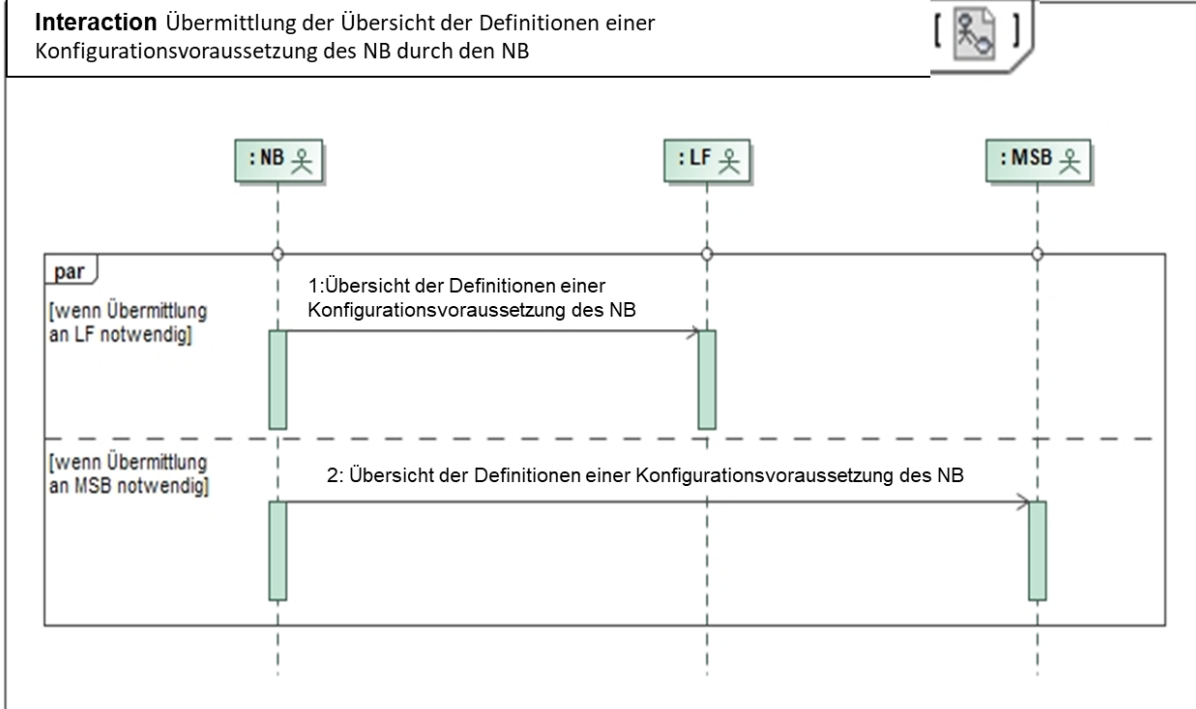 Interaction Übermittlung der Übersicht der Definitionen einer
Konfigurationsvoraussetzung des NB durch den NB
[ ]
: NB
: LF
: MSB
par
[wenn Übermittlung
an LF notwendig]
1:Übersicht der Definitionen einer
Konfigurationsvoraussetzung des NB
[wenn Übermittlung
an MSB notwendig]
2: Übersicht der Definitionen einer Konfigurationsvoraussetzung des NB